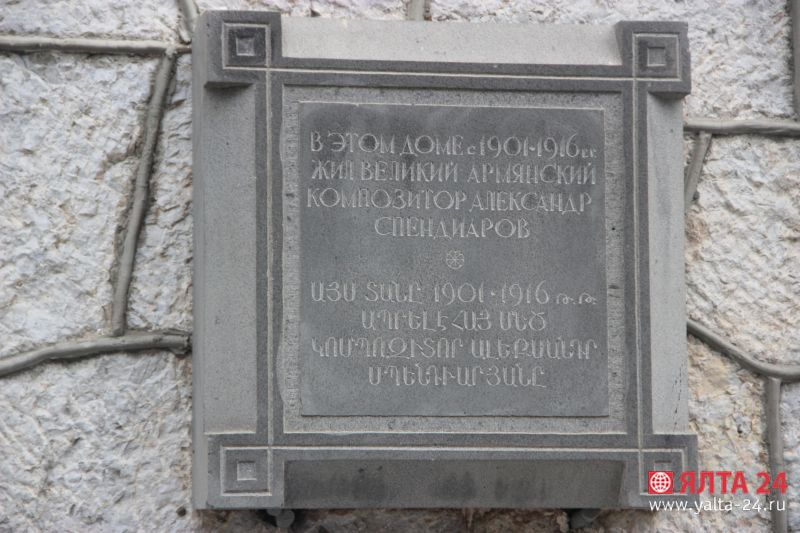 В ЭТОМ ДОМЕ с 1901-1916 г.г.
ЖИЛ ВЕЛИКИЙ АРМЯНСКИЙ
КОМПОЗИТОР АЛЕКСАНДР
СПЕНДИАРОВ
ԱՅՍ ՏԱՆԸ 1901-1916 թ.թ.
ԱՊՐԵԼ Է ՀԱՅ ՄԵԾ
ԿՈՄՊՈԶԻՏՈՐ ԱԼԵՔՍԱՆԴՐ
ՍՊԵՆԴԻԱՐՅԱՆԸ
ЯЛТА 24
www.yalta-24.ru